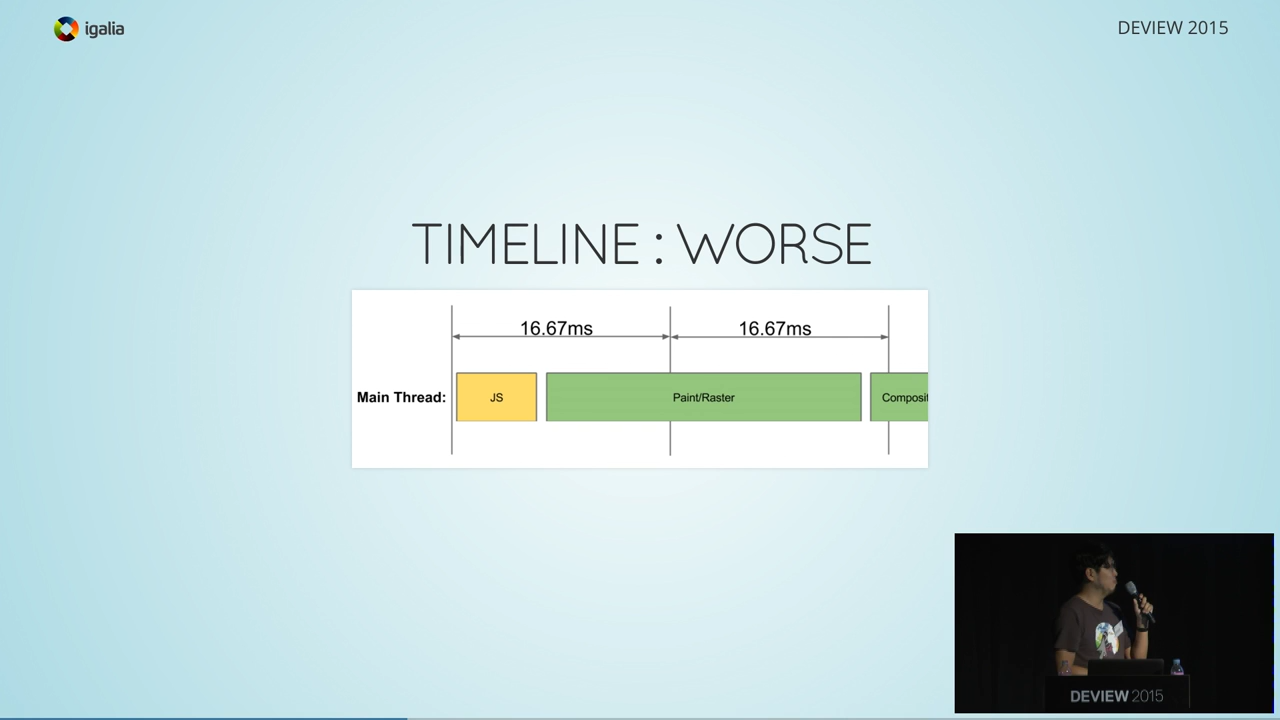 igalia
DEVIEW 2015
TIMELINE : WORSE
16.67ms 16.67ms
Main Thread: JS Paint/Raster Composit
DEVIEW 2015